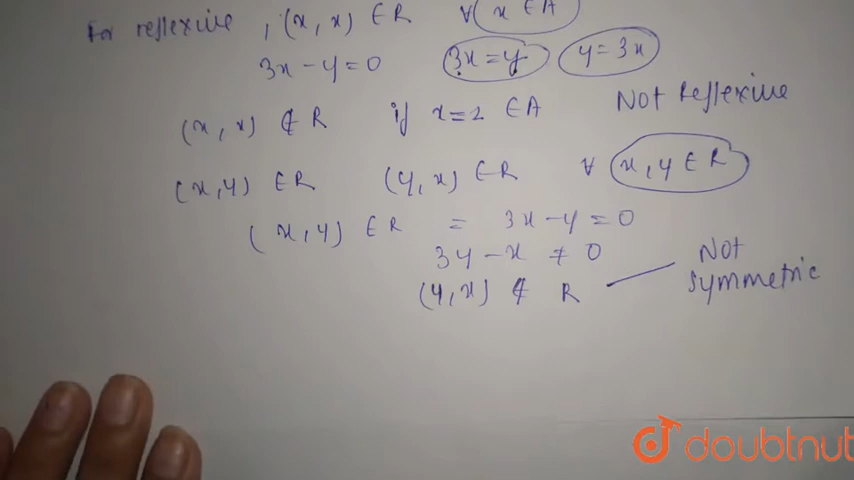 For reflexive , (x, x) ∈ R ∀ x ∈ A
3x - y = 0 3x = y y = 3x
(x, x) ∉ R if x = 2 ∈ A Not Reflexive
(x, y) ∈ R (y, x) ∈ R ∀ x, y ∈ R
(x, y) ∈ R = 3x - y = 0
3y - x ≠ 0
(y, x) ∉ R Not symmetric
doubtnut